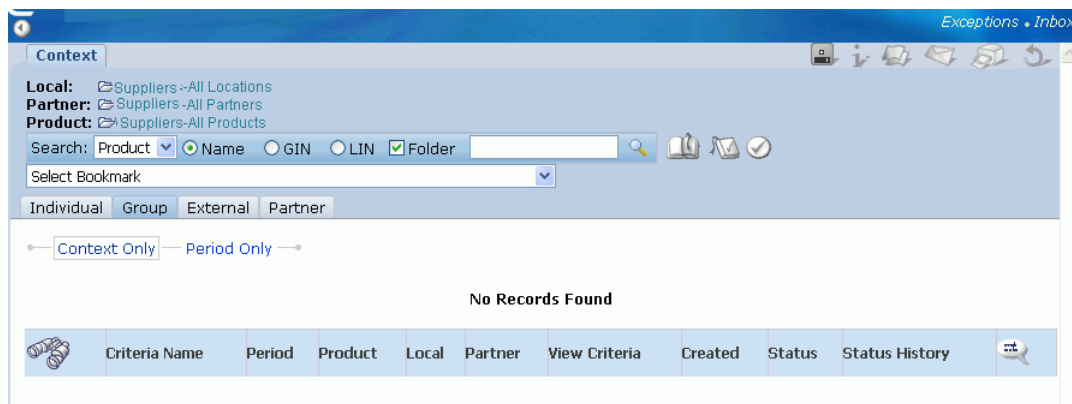 Exceptions • Inbox
Context
Local: Suppliers-All Locations
Partner: Suppliers-All Partners
Product: Suppliers-All Products
Search: Product Name GIN LIN Folder
Select Bookmark
Individual Group External Partner
Context Only Period Only
No Records Found
Criteria Name Period Product Local Partner View Criteria Created Status Status History